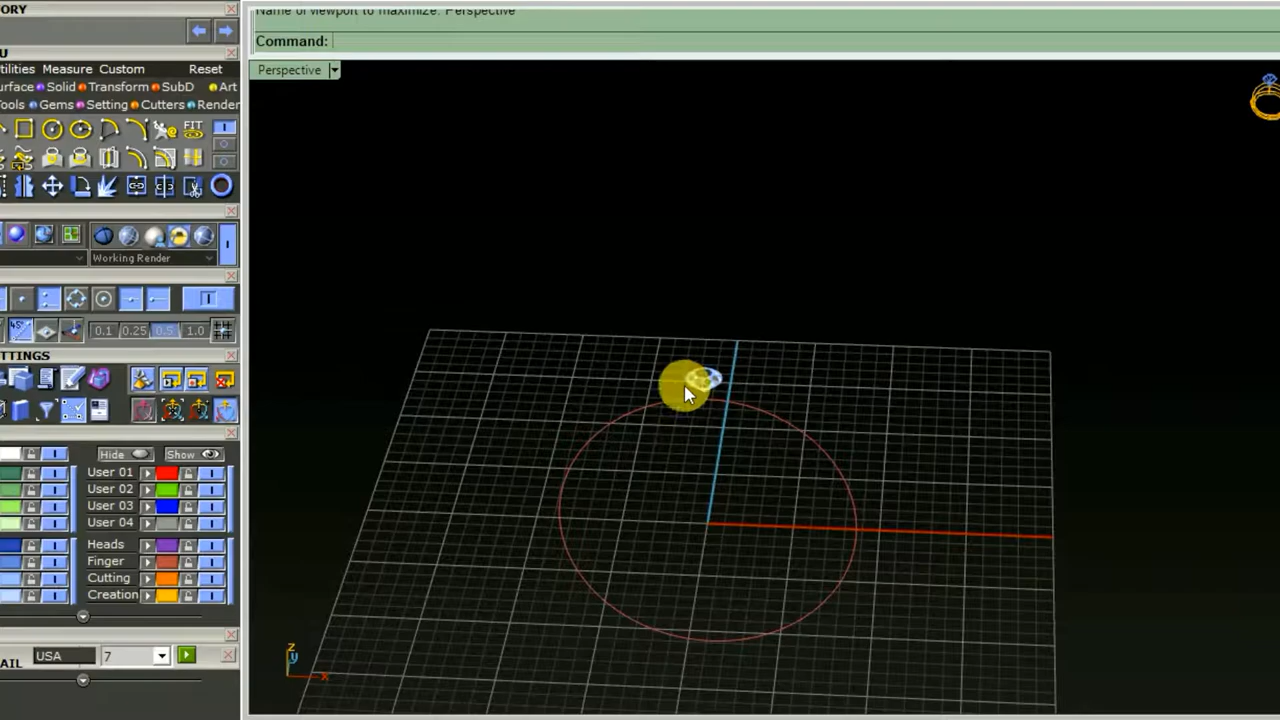 ORY
Name of viewport to maximize: Perspective
Command:
U
tilities Measure Custom Reset
Perspective
urface Solid Transform SubD Art
ools Gems Setting Cutters Render
FIT
Working Render
45° 0.1 0.25 0.5 1.0
TTINGS
Hide Show
User 01
User 02
User 03
User 04
Heads
Finger
Cutting
Creation
AIL USA 7
z
y
x